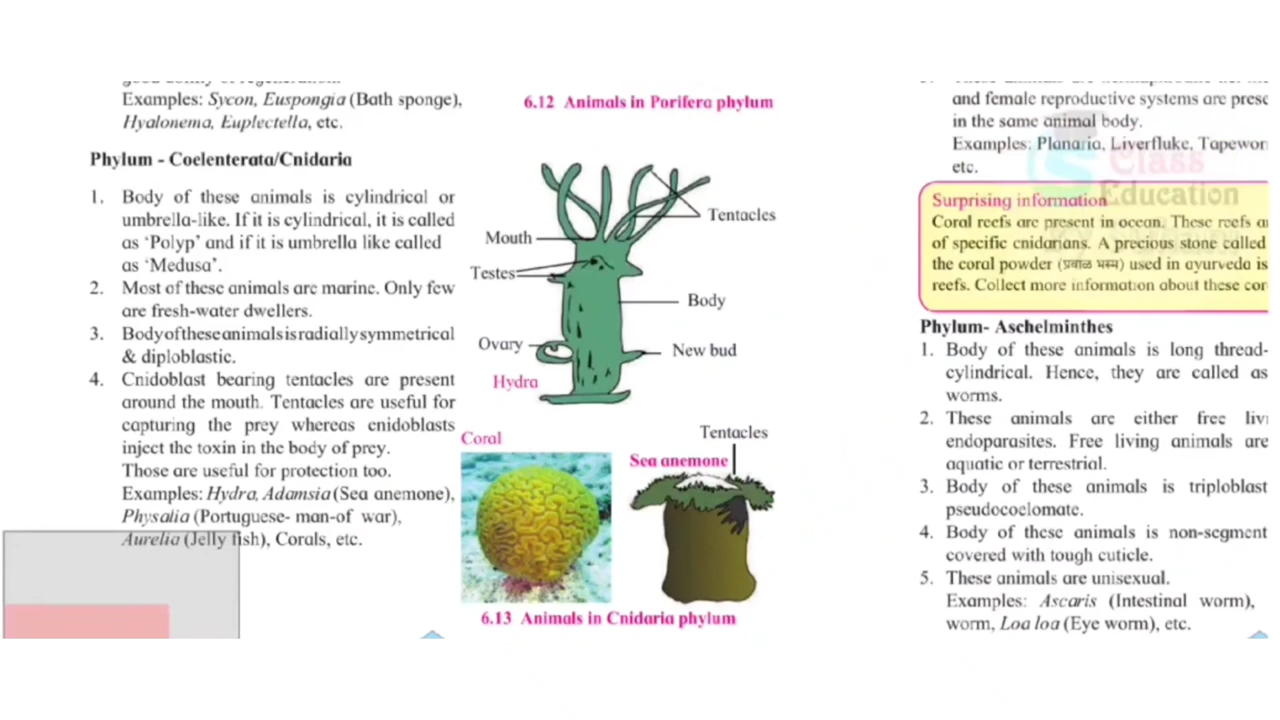 Examples: Sycon, Euspongia (Bath sponge),
Hyalonema, Euplectella, etc.
Phylum - Coelenterata/Cnidaria
1. Body of these animals is cylindrical or
umbrella-like. If it is cylindrical, it is called
as ‘Polyp’ and if it is umbrella like called
as ‘Medusa’.
2. Most of these animals are marine. Only few
are fresh-water dwellers.
3. Body of these animals is radially symmetrical
& diploblastic.
4. Cnidoblast bearing tentacles are present
around the mouth. Tentacles are useful for
capturing the prey whereas cnidoblasts
inject the toxin in the body of prey.
Those are useful for protection too.
Examples: Hydra, Adamsia (Sea anemone),
Physalia (Portuguese- man-of war),
Aurelia (Jelly fish), Corals, etc.
6.12 Animals in Porifera phylum
Tentacles
Mouth
Testes
Body
Ovary
New bud
Hydra
Coral
Tentacles
Sea anemone
6.13 Animals in Cnidaria phylum
and female reproductive systems are prese
in the same animal body.
Examples: Planaria, Liverfluke, Tapewor
etc.
Class
Education
Surprising information
Coral reefs are present in ocean. These reefs a
of specific cnidarians. A precious stone called
the coral powder (प्रवाळ भस्म) used in ayurveda is
reefs. Collect more information about these cor
Phylum- Aschelminthes
1. Body of these animals is long thread-
cylindrical. Hence, they are called as
worms.
2. These animals are either free livi
endoparasites. Free living animals are
aquatic or terrestrial.
3. Body of these animals is triploblast
pseudocoelomate.
4. Body of these animals is non-segment
covered with tough cuticle.
5. These animals are unisexual.
Examples: Ascaris (Intestinal worm),
worm, Loa loa (Eye worm), etc.